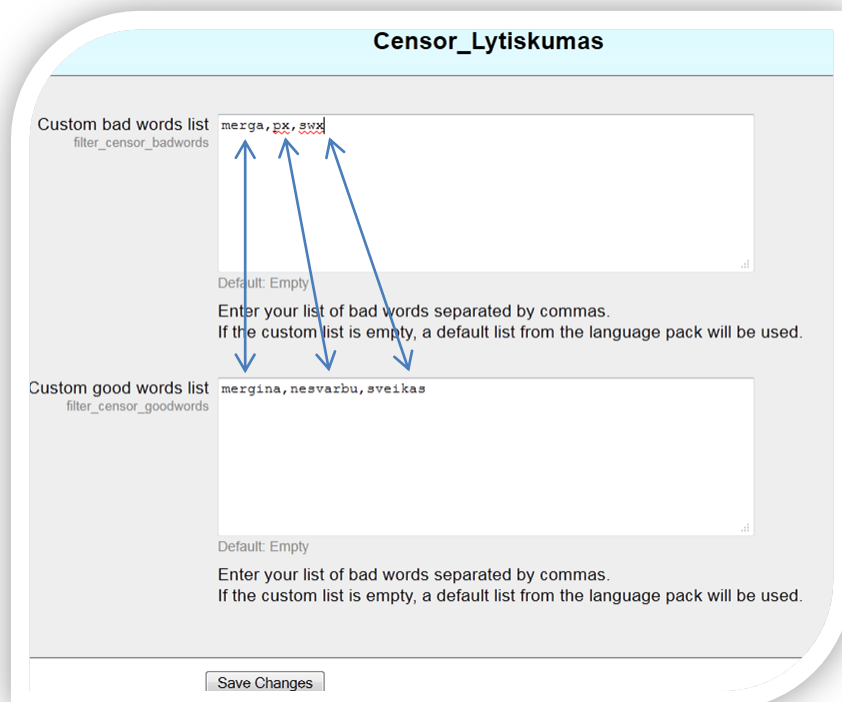 Censor_Lytiskumas
Custom bad words list
merga,px,swx
filter_censor_badwords
Default: Empty
Enter your list of bad words separated by commas.
If the custom list is empty, a default list from the language pack will be used.
Custom good words list
mergina,nesvarbu,sveikas
filter_censor_goodwords
Default: Empty
Enter your list of bad words separated by commas.
If the custom list is empty, a default list from the language pack will be used.
Save Changes